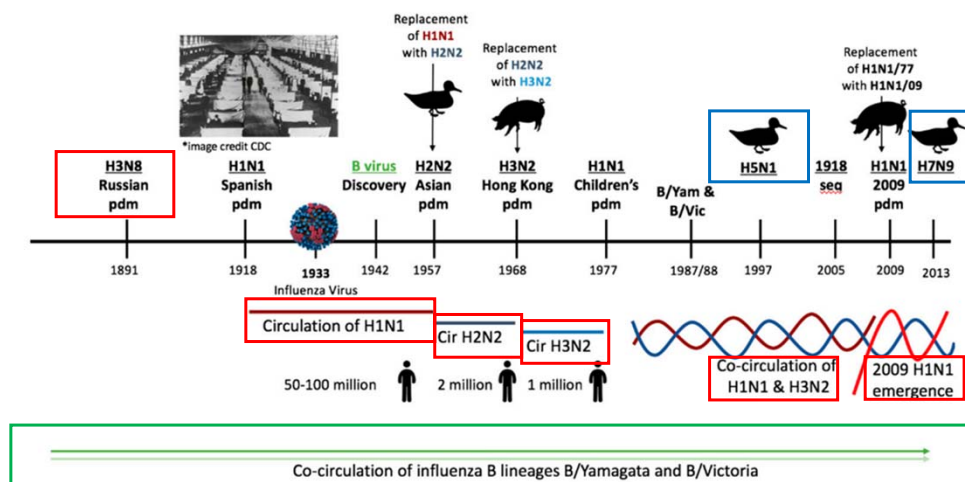 Replacement
of H1N1
with H2N2
Replacement
of H2N2
with H3N2
Replacement
of H1N1/77
with H1N1/09
*image credit CDC
H3N8
Russian
pdm
H1N1
Spanish
pdm
B virus
Discovery
H2N2
Asian
pdm
H3N2
Hong Kong
pdm
H1N1
Children's
pdm
B/Yam &
B/Vic
H5N1
1918
seq
H1N1
2009
pdm
H7N9
1891
1918
1933
Influenza Virus
1942
1957
1968
1977
1987/88
1997
2005
2009
2013
Circulation of H1N1
Cir H2N2
Cir H3N2
Co-circulation of
H1N1 & H3N2
2009 H1N1
emergence
50-100 million
2 million
1 million
Co-circulation of influenza B lineages B/Yamagata and B/Victoria